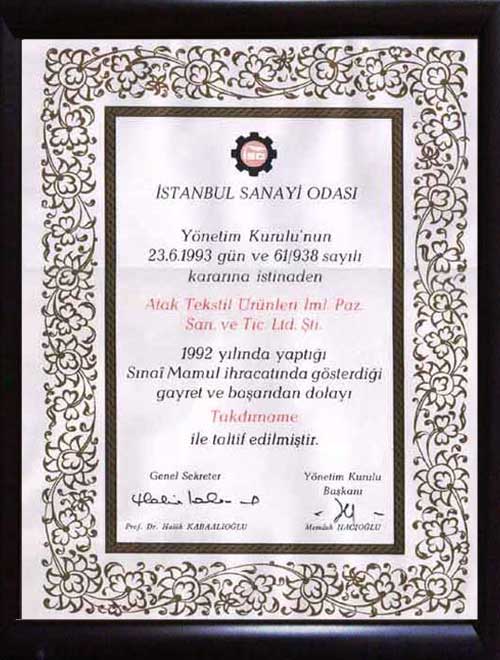 İSO
İSTANBUL SANAYİ ODASI
Yönetim Kurulu'nun
23.6.1993 gün ve 61/938 sayılı
kararına istinaden
Atak Tekstil Ürünleri İml. Paz.
San. ve Tic. Ltd. Şti.
1992 yılında yaptığı
Sınaî Mamul ihracatında gösterdiği
gayret ve başarıdan dolayı
Takdirname
ile taltif edilmiştir.
Genel Sekreter
Yönetim Kurulu
Başkanı
Prof. Dr. Haluk KABAALİOĞLU
Memduh HACIOĞLU